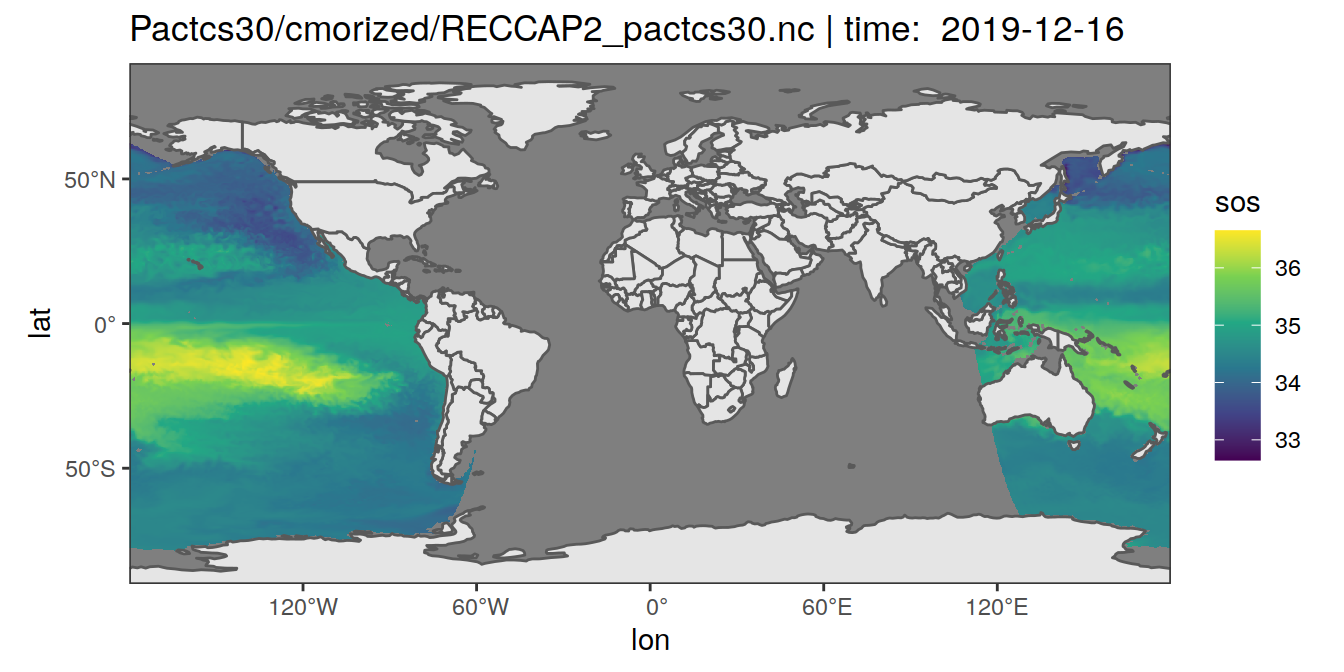 Pactcs30/cmorized/RECCAP2_pactcs30.nc | time:  2019-12-16
50°N
0°
50°S
lat
120°W 60°W 0° 60°E 120°E
lon
sos
36
35
34
33